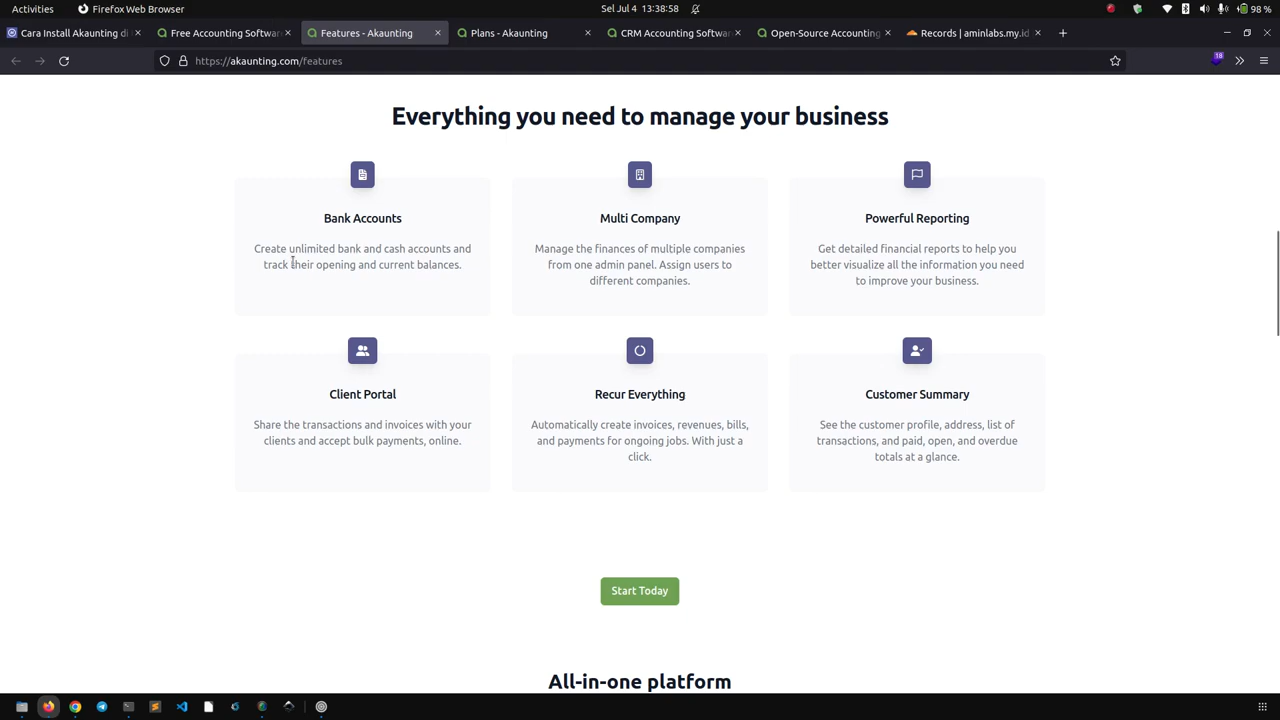 Activities
Firefox Web Browser
Sel Jul 4 13:38:58
98 %
Cara Install Akaunting di
Free Accounting Software
Features - Akaunting
Plans - Akaunting
CRM Accounting Softwar
Open-Source Accounting
Records | aminlabs.my.id
https://akaunting.com/features
18
Everything you need to manage your business
Bank Accounts
Create unlimited bank and cash accounts and
track their opening and current balances.
Multi Company
Manage the finances of multiple companies
from one admin panel. Assign users to
different companies.
Powerful Reporting
Get detailed financial reports to help you
better visualize all the information you need
to improve your business.
Client Portal
Share the transactions and invoices with your
clients and accept bulk payments, online.
Recur Everything
Automatically create invoices, revenues, bills,
and payments for ongoing jobs. With just a
click.
Customer Summary
See the customer profile, address, list of
transactions, and paid, open, and overdue
totals at a glance.
Start Today
All-in-one platform